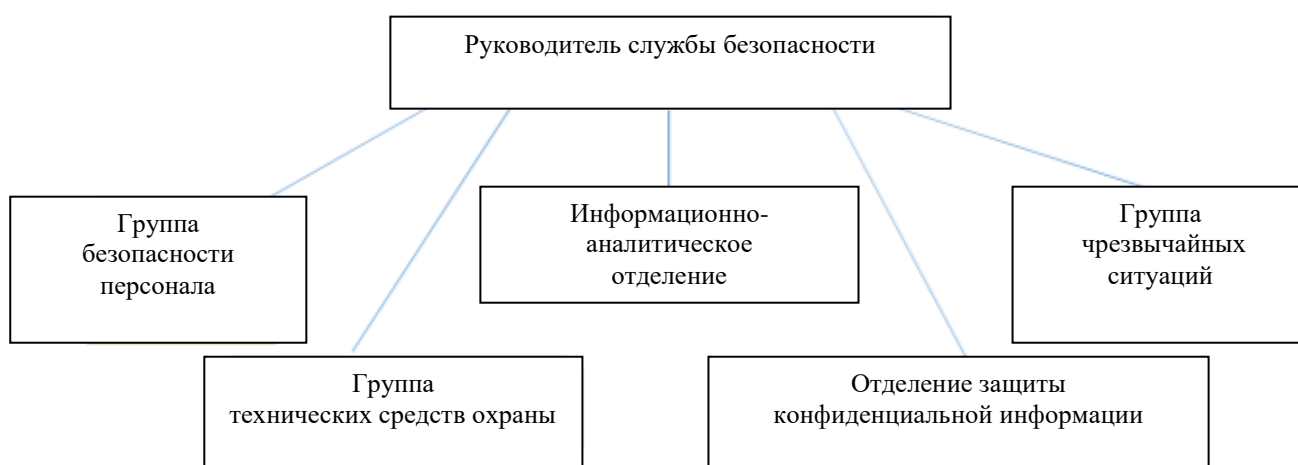 Руководитель службы безопасности
Группа
безопасности
персонала
Информационно-
аналитическое
отделение
Группа
чрезвычайных
ситуаций
Группа
технических средств охраны
Отделение защиты
конфиденциальной информации